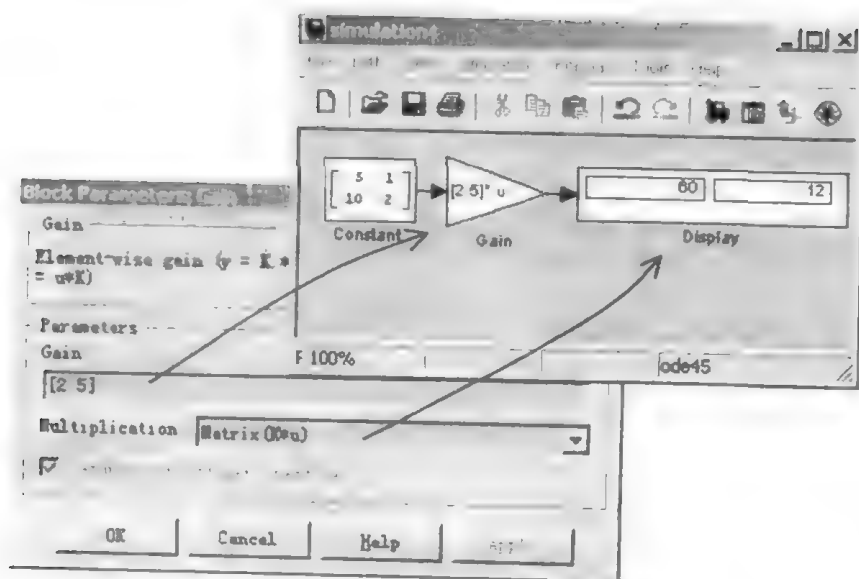 simulation4
5 1
10 2
[2 5]* u
60
12
Constant
Gain
Display
100%
ode45
Block Parameters: Gain
Gain
Element-wise gain (y = K.*
= u*K)
Parameters
Gain
[2 5]
Multiplication
Matrix(K*u)
OK
Cancel
Help